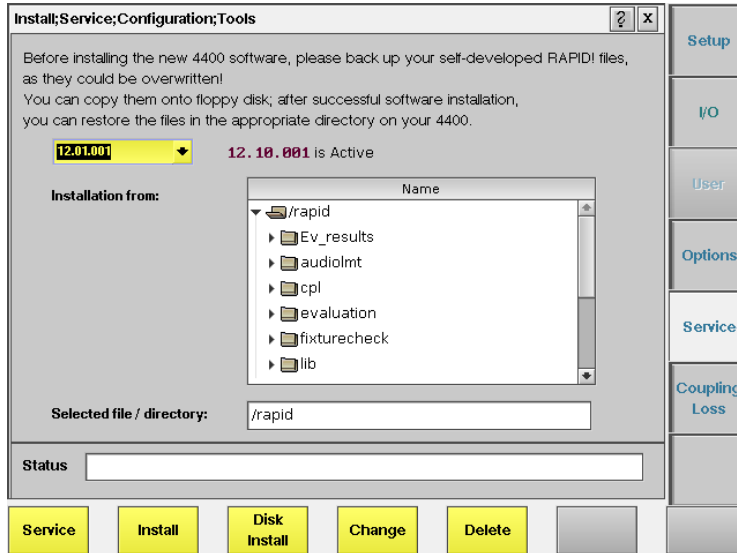 Install;Service;Configuration;Tools
? x
Before installing the new 4400 software, please back up your self-developed RAPID! files,
as they could be overwritten!
You can copy them onto floppy disk; after successful software installation,
you can restore the files in the appropriate directory on your 4400.
12.01.001
12.10.001 is Active
Installation from:
Name
/rapid
Ev_results
audiolmt
cpl
evaluation
fixturecheck
lib
Selected file / directory:
/rapid
Status
Service
Install
Disk
Install
Change
Delete
Setup
I/O
User
Options
Service
Coupling
Loss